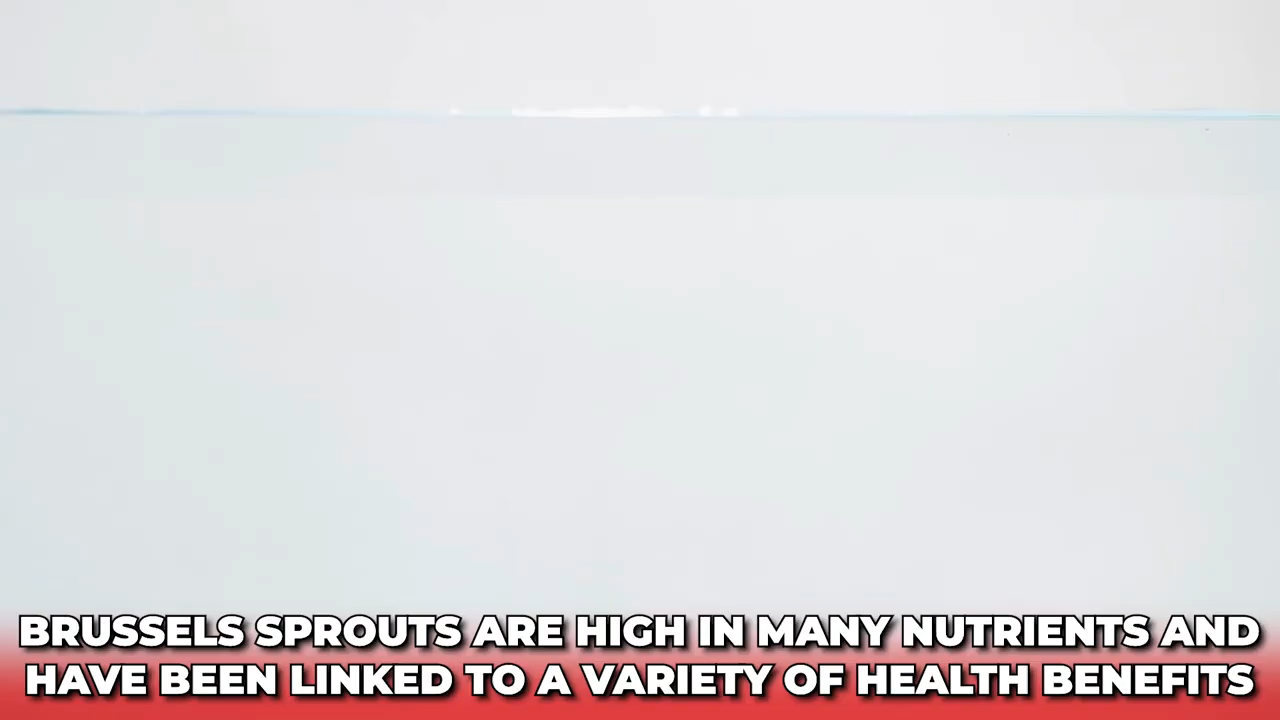 BRUSSELS SPROUTS ARE HIGH IN MANY NUTRIENTS AND
HAVE BEEN LINKED TO A VARIETY OF HEALTH BENEFITS